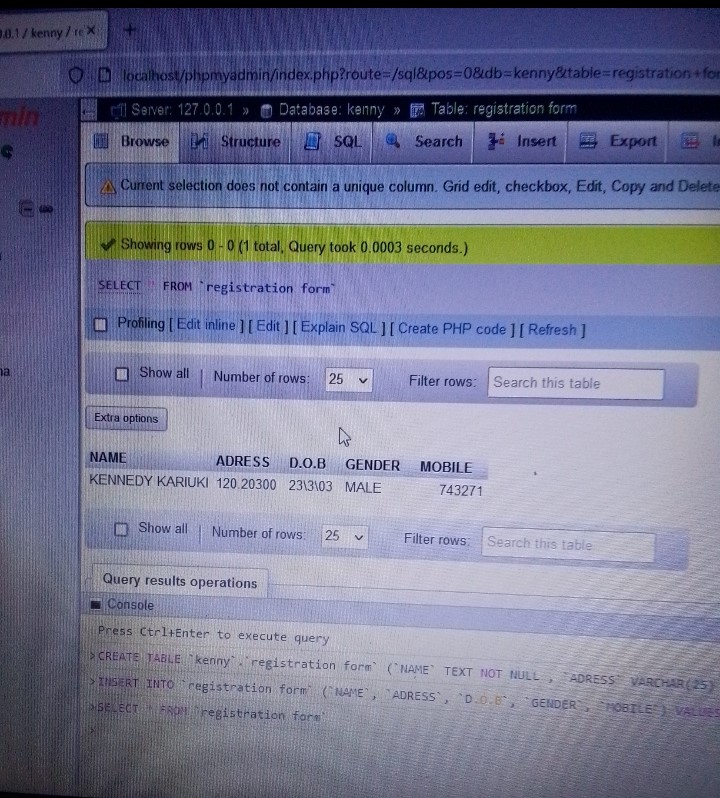 0.0.1 / kenny / re ×
localhost/phpmyadmin/index.php?route=/sql&pos=0&db=kenny&table=registration+for
min
Server: 127.0.0.1 » Database: kenny » Table: registration form
Browse Structure SQL Search Insert Export
Current selection does not contain a unique column. Grid edit, checkbox, Edit, Copy and Delete
Showing rows 0 - 0 (1 total, Query took 0.0003 seconds.)
SELECT * FROM `registration form`
Profiling [ Edit inline ] [ Edit ] [ Explain SQL ] [ Create PHP code ] [ Refresh ]
Show all | Number of rows: 25 Filter rows: Search this table
Extra options
NAME ADRESS D.O.B GENDER MOBILE
KENNEDY KARIUKI 120.20300 23\3\03 MALE 743271
Show all | Number of rows: 25 Filter rows: Search this table
Query results operations
Console
Press Ctrl+Enter to execute query
>CREATE TABLE `kenny`.`registration form` (`NAME` TEXT NOT NULL , `ADRESS` VARCHAR(25)
>INSERT INTO `registration form` (`NAME`, `ADRESS`, `D.O.B`, `GENDER`, `MOBILE`) VALUES
>SELECT * FROM `registration form`